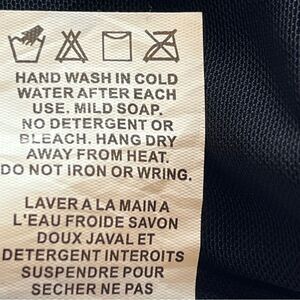 HAND WASH IN COLD
WATER AFTER EACH
USE. MILD SOAP.
NO DETERGENT OR
BLEACH. HANG DRY
AWAY FROM HEAT.
DO NOT IRON OR WRING.
LAVER A LA MAIN A
L'EAU FROIDE SAVON
DOUX JAVAL ET
DETERGENT INTEROITS
SUSPENDRE POUR
SECHER NE PAS